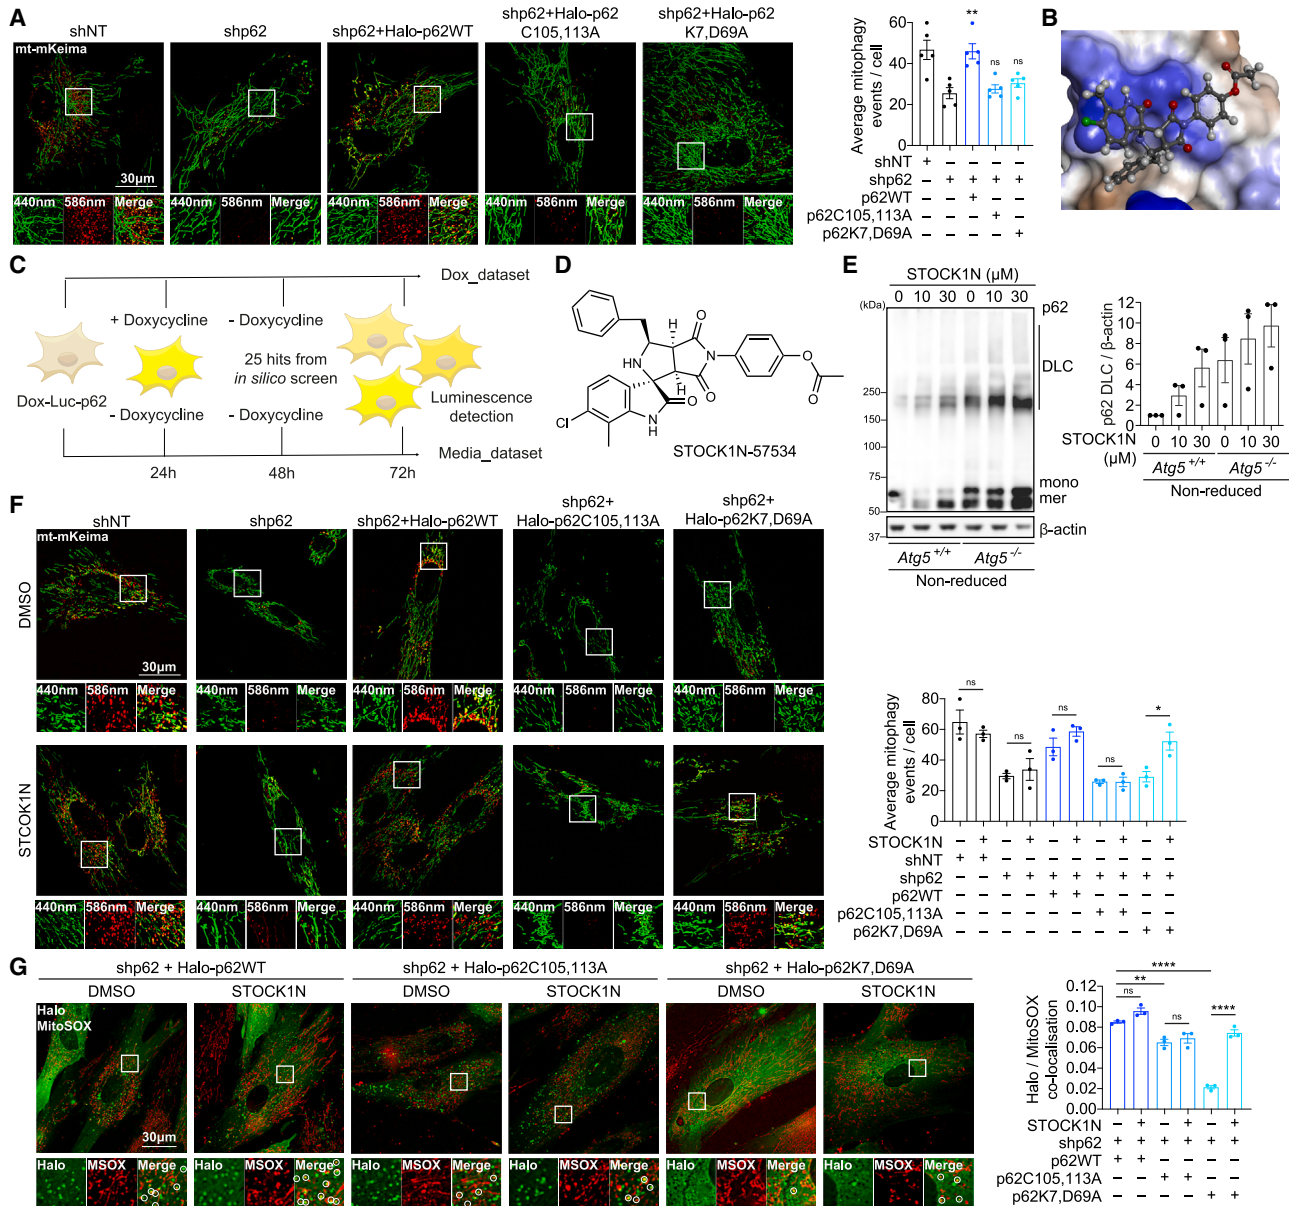 A
shNT
shp62
shp62+Halo-p62WT
shp62+Halo-p62
C105,113A
shp62+Halo-p62
K7,D69A
mt-mKeima
30µm
440nm 586nm Merge
440nm 586nm Merge
440nm 586nm Merge
440nm 586nm Merge
440nm 586nm Merge
Average mitophagy
events / cell
60
40
20
0
**
ns
ns
shNT + − − − −
shp62 − + + + +
p62WT − − + − −
p62C105,113A − − − + −
p62K7,D69A − − − − +
B
C
Dox_dataset
+ Doxycycline
- Doxycycline
25 hits from
in silico screen
Dox-Luc-p62
- Doxycycline
- Doxycycline
Luminescence
detection
24h
48h
72h
Media_dataset
D
H
O
N
HN
O
H
O
O
O
Cl
N
H
STOCK1N-57534
E
STOCK1N (µM)
0 10 30 0 10 30
(kDa)
p62
DLC
250
150
100
75
50
37
mono
mer
β-actin
Atg5 +/+
Atg5 -/-
Non-reduced
p62 DLC / β-actin
12
10
8
6
4
2
0
STOCK1N
(µM)
0 10 30 0 10 30
Atg5 +/+
Atg5 -/-
Non-reduced
F
shNT
shp62
shp62+Halo-p62WT
shp62+
Halo-p62C105,113A
shp62+
Halo-p62K7,D69A
mt-mKeima
DMSO
30µm
440nm 586nm Merge
440nm 586nm Merge
440nm 586nm Merge
440nm 586nm Merge
440nm 586nm Merge
STCOK1N
440nm 586nm Merge
440nm 586nm Merge
440nm 586nm Merge
440nm 586nm Merge
440nm 586nm Merge
Average mitophagy
events / cell
80
60
40
20
0
ns
ns
ns
ns
*
STOCK1N − + − + − + − + − +
shNT + + − − − − − − − −
shp62 − − + + + + + + + +
p62WT − − − − + + − − − −
p62C105,113A − − − − − − + + − −
p62K7,D69A − − − − − − − − + +
G
shp62 + Halo-p62WT
shp62 + Halo-p62C105,113A
shp62 + Halo-p62K7,D69A
DMSO
STOCK1N
DMSO
STOCK1N
DMSO
STOCK1N
Halo
MitoSOX
30µm
Halo MSOX Merge
Halo MSOX Merge
Halo MSOX Merge
Halo MSOX Merge
Halo MSOX Merge
Halo MSOX Merge
Halo / MitoSOX
co-localisation
0.12
0.10
0.08
0.06
0.04
0.02
0.00
****
**
ns
ns
****
STOCK1N − + − + − +
shp62 + + + + + +
p62WT + + − − − −
p62C105,113A − − + + − −
p62K7,D69A − − − − + +